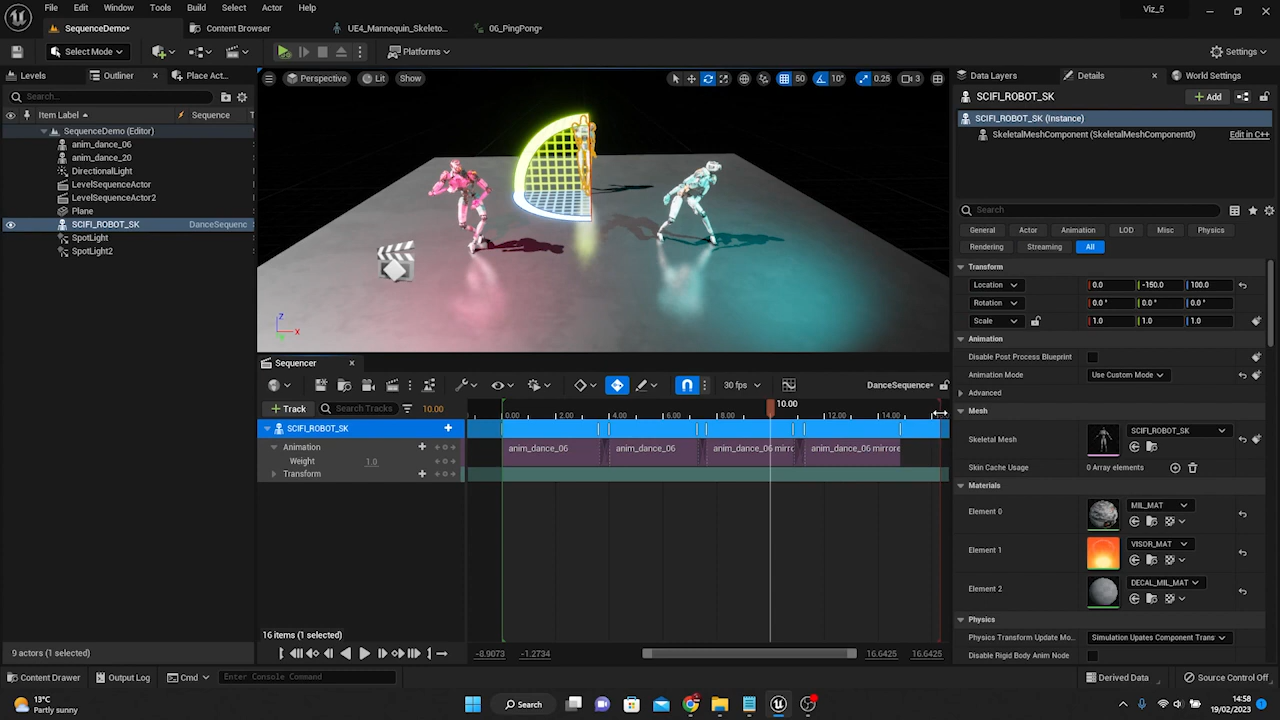 File Edit Window Tools Build Select Actor Help Viz_5
SequenceDemo* Content Browser UE4_Mannequin_Skeleto... 06_PingPong*
Select Mode Platforms Settings
Levels Outliner Place Act... Perspective Lit Show 50 10° 0.25 3 Data Layers Details World Settings
Search...
SCIFI_ROBOT_SK Add
Item Label Sequence
SequenceDemo (Editor)
anim_dance_06
anim_dance_20
DirectionalLight
LevelSequenceActor
LevelSequenceActor2
Plane
SCIFI_ROBOT_SK DanceSequenc
SpotLight
SpotLight2
9 actors (1 selected)
Z
X
SCIFI_ROBOT_SK (Instance)
SkeletalMeshComponent (SkeletalMeshComponent0) Edit in C++
Search
General Actor Animation LOD Misc Physics
Rendering Streaming All
Transform
Location 0.0 -150.0 100.0
Rotation 0.0° 0.0° 0.0°
Scale 1.0 1.0 1.0
Animation
Disable Post Process Blueprint
Animation Mode Use Custom Mode
Advanced
Mesh
Skeletal Mesh SCIFI_ROBOT_SK
Skin Cache Usage 0 Array elements
Materials
Element 0 MIL_MAT
Element 1 VISOR_MAT
Element 2 DECAL_MIL_MAT
Physics
Physics Transform Update Mo... Simulation Upates Component Trans
Disable Rigid Body Anim Node
Sequencer
30 fps DanceSequence*
Track Search Tracks 10.00
0.00 2.00 4.00 6.00 8.00 10.00 12.00 14.00
SCIFI_ROBOT_SK
Animation anim_dance_06 anim_dance_06 anim_dance_06 mirro anim_dance_06 mirrore
Weight 1.0
Transform
16 items (1 selected)
-8.9073 -1.2734 16.6425 16.6425
Content Drawer Output Log Cmd Enter Console Command Derived Data Source Control Off
13°C
Partly sunny
Search
14:58
19/02/2023